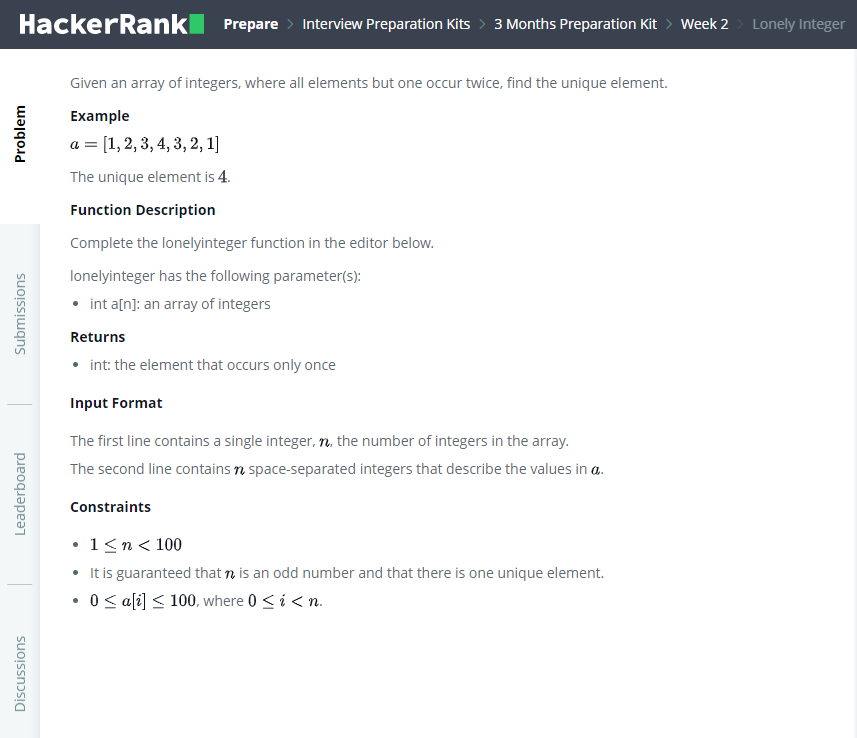 HackerRank Prepare > Interview Preparation Kits > 3 Months Preparation Kit > Week 2 > Lonely Integer
Problem
Submissions
Leaderboard
Discussions
Given an array of integers, where all elements but one occur twice, find the unique element.
Example
a = [1, 2, 3, 4, 3, 2, 1]
The unique element is 4.
Function Description
Complete the lonelyinteger function in the editor below.
lonelyinteger has the following parameter(s):
• int a[n]: an array of integers
Returns
• int: the element that occurs only once
Input Format
The first line contains a single integer, n, the number of integers in the array.
The second line contains n space-separated integers that describe the values in a.
Constraints
• 1 ≤ n < 100
• It is guaranteed that n is an odd number and that there is one unique element.
• 0 ≤ a[i] ≤ 100, where 0 ≤ i < n.